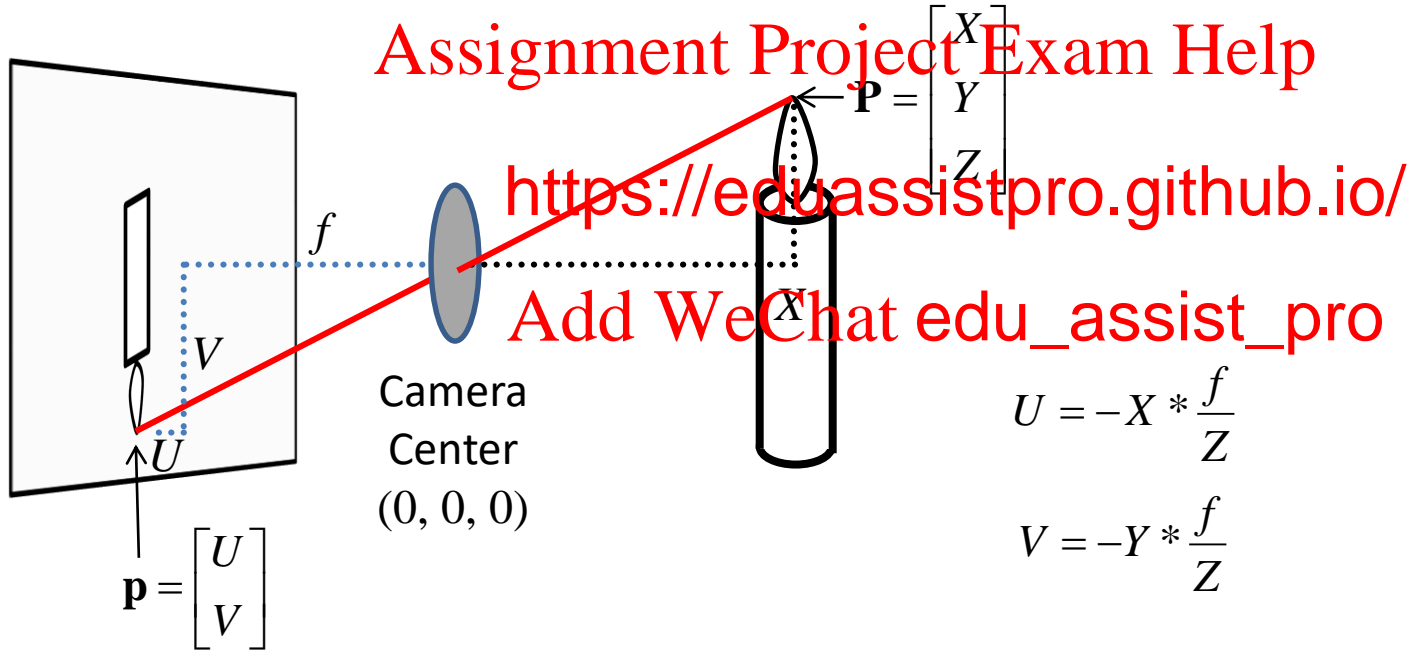 Assignment Project Exam Help
P = [X Y Z]
https://eduassistpro.github.io/
f
Add WeChat edu_assist_pro
X
V
Camera
Center
(0, 0, 0)
U = -X * f/Z
U
V = -Y * f/Z
p = [U V]